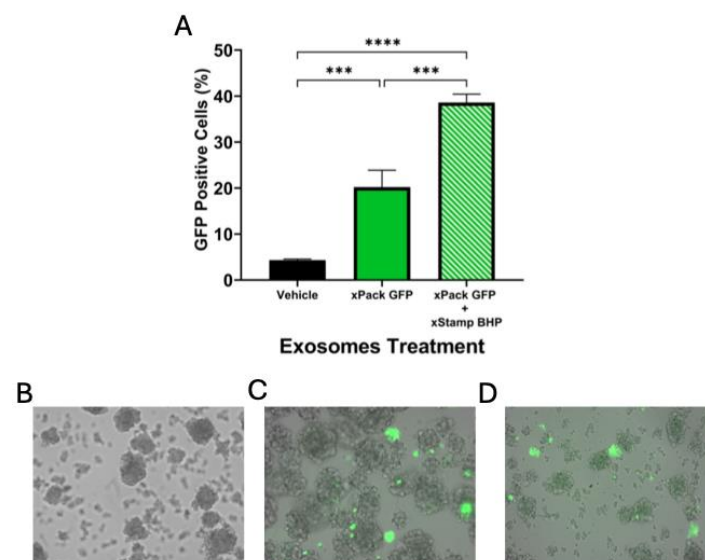 A
****
50
*** ***
40
30
20
10
0
GFP Positive Cells (%)
Vehicle xPack GFP xPack GFP
+
xStamp BHP
Exosomes Treatment
B C D